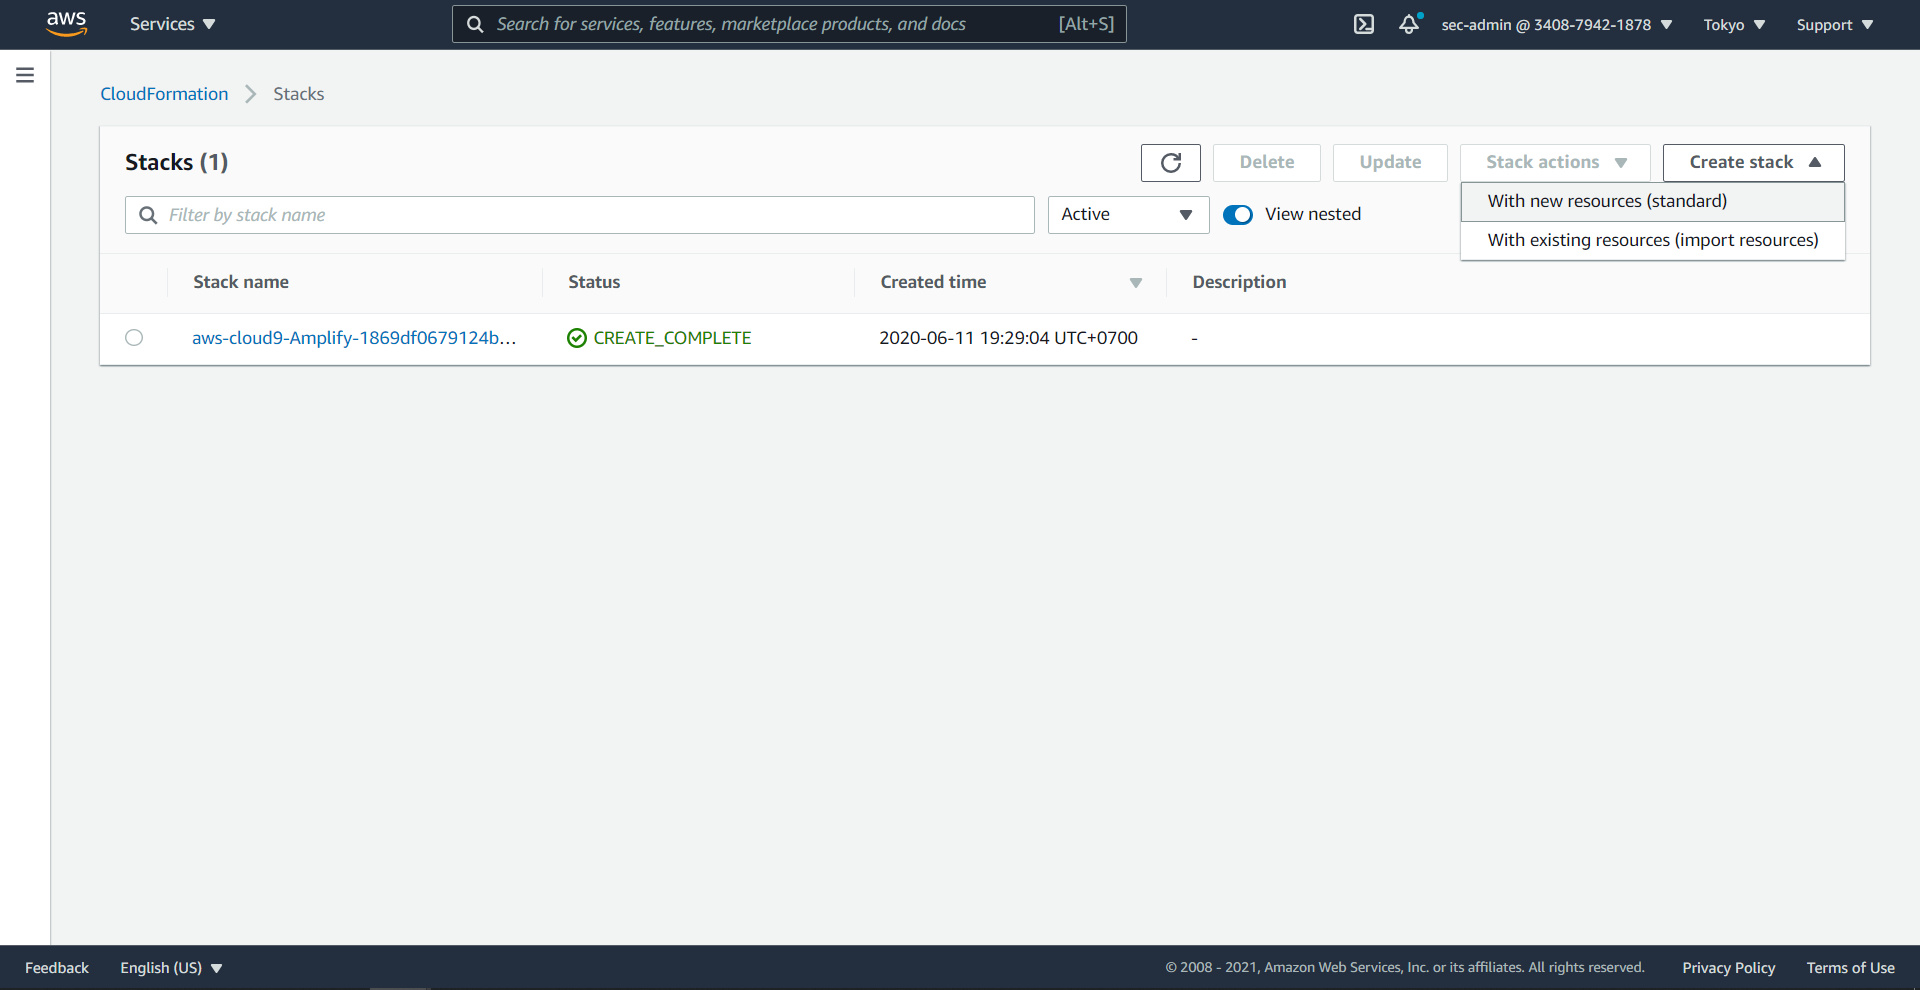 aws Services Search for services, features, marketplace products, and docs [Alt+S] sec-admin @ 3408-7942-1878 Tokyo Support
CloudFormation Stacks
Stacks (1) Delete Update Stack actions Create stack
With new resources (standard)
With existing resources (import resources)
Filter by stack name Active View nested
Stack name Status Created time Description
aws-cloud9-Amplify-1869df0679124b... CREATE_COMPLETE 2020-06-11 19:29:04 UTC+0700 -
Feedback English (US) © 2008 - 2021, Amazon Web Services, Inc. or its affiliates. All rights reserved. Privacy Policy Terms of Use